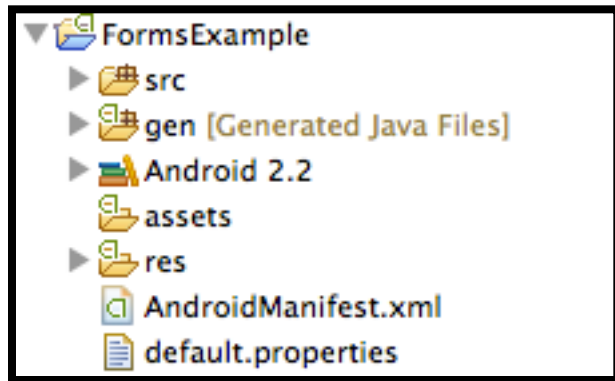 FormsExample
src
gen [Generated Java Files]
Android 2.2
assets
res
AndroidManifest.xml
default.properties